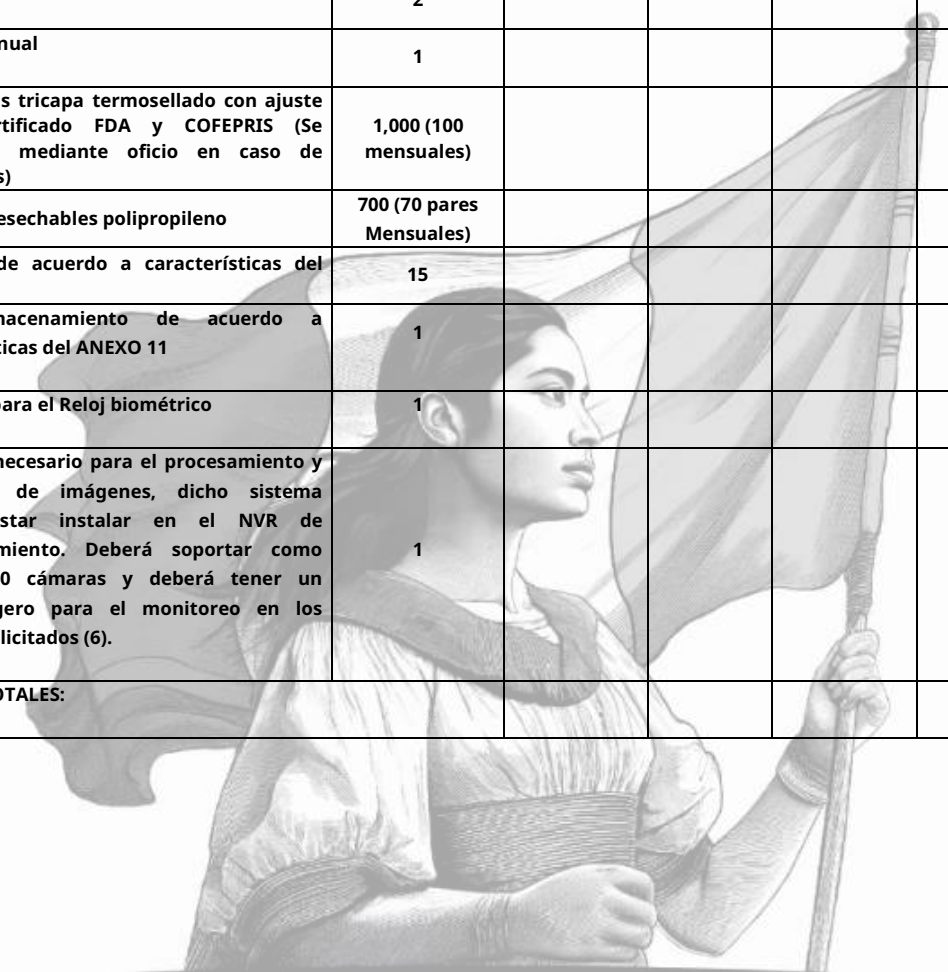 2
nual
1
s tricapa termosellado con ajuste
rtificado FDA y COFEPRIS (Se
mediante oficio en caso de
s)
1,000 (100
mensuales)
esechables polipropileno
700 (70 pares
Mensuales)
de acuerdo a características del
15
macenamiento de acuerdo a
ticas del ANEXO 11
1
para el Reloj biométrico
1
necesario para el procesamiento y
de imágenes, dicho sistema
star instalar en el NVR de
miento. Deberá soportar como
0 cámaras y deberá tener un
gero para el monitoreo en los
licitados (6).
1
OTALES: